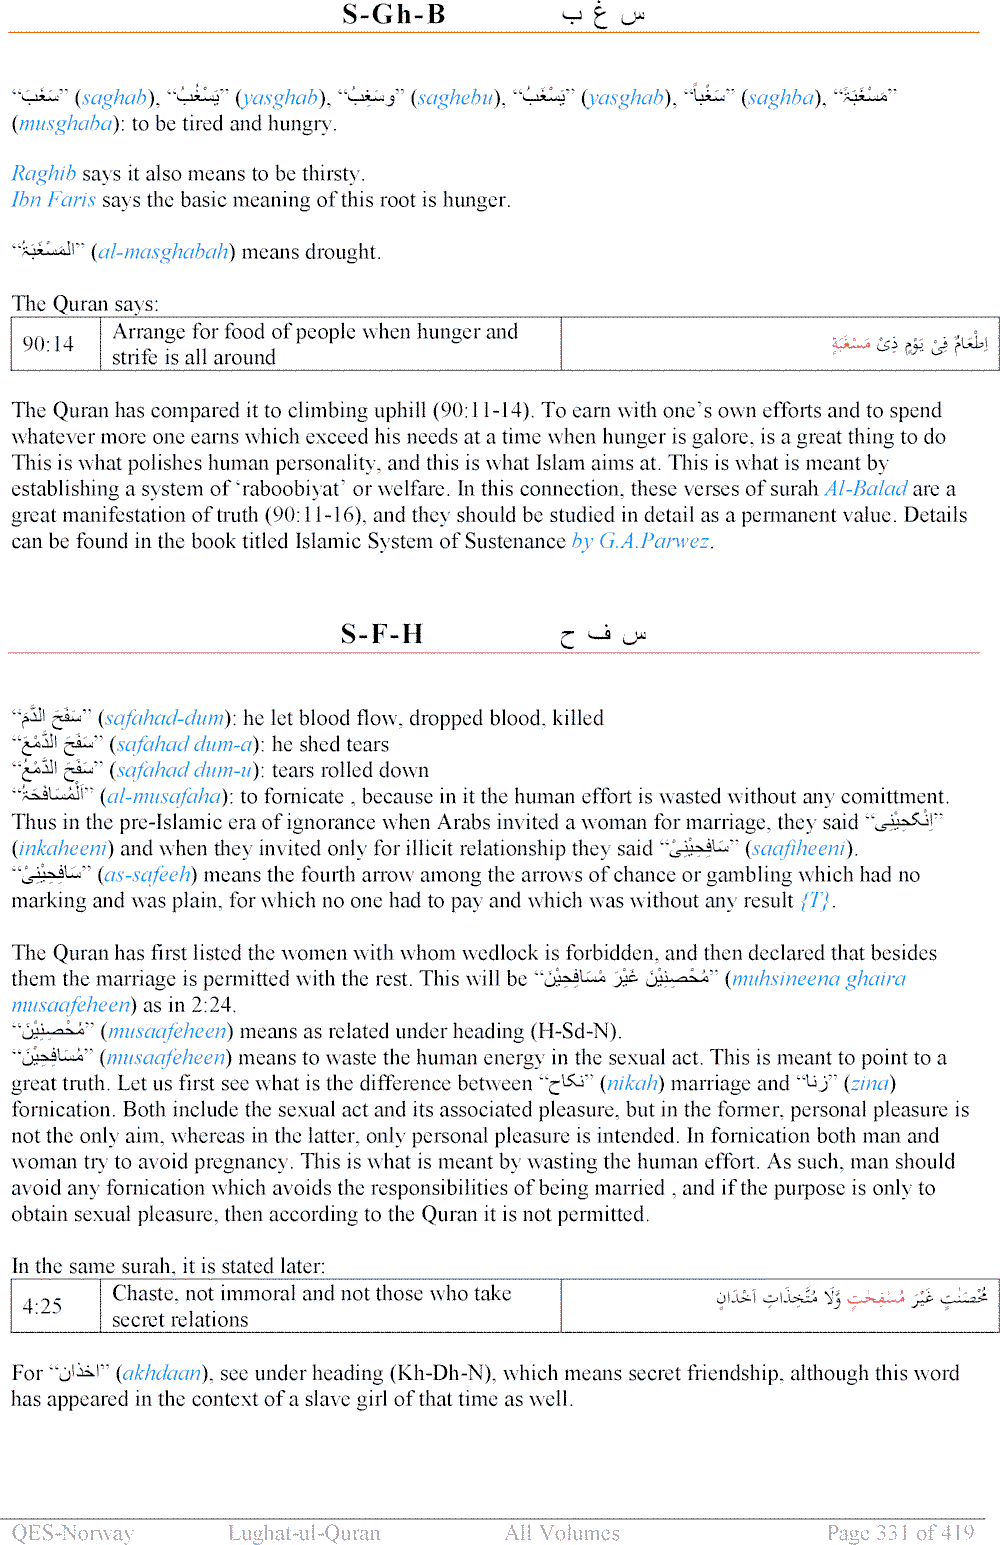 S-Gh-B س غ ب
“سَغَبَ” (saghab), “يَسْغُبُ” (yasghab), “وسَغِبُ” (saghebu), “يَسْغَبُ” (yasghab), “سَغْباً” (saghba), “مَسْغَبَۃً”
(musghaba): to be tired and hungry.
Raghib says it also means to be thirsty.
Ibn Faris says the basic meaning of this root is hunger.
“الْمَسْغَبَۃُ” (al-masghabah) means drought.
The Quran says:
90:14 Arrange for food of people when hunger and strife is all around اِطْعَامٌ فِیْ يَوْمٍ ذِیْ مَسْغَبَۃٍ
The Quran has compared it to climbing uphill (90:11-14). To earn with one’s own efforts and to spend
whatever more one earns which exceed his needs at a time when hunger is galore, is a great thing to do
This is what polishes human personality, and this is what Islam aims at. This is what is meant by
establishing a system of ‘raboobiyat’ or welfare. In this connection, these verses of surah Al-Balad are a
great manifestation of truth (90:11-16), and they should be studied in detail as a permanent value. Details
can be found in the book titled Islamic System of Sustenance by G.A.Parwez.
S-F-H س ف ح
“سَفَحَ الدَّمَ” (safahad-dum): he let blood flow, dropped blood, killed
“سَفَحَ الدَّمْعَ” (safahad dum-a): he shed tears
“سَفَحَ الدَّمْعُ” (safahad dum-u): tears rolled down
“اَلْمُسَافَحَۃُ” (al-musafaha): to fornicate , because in it the human effort is wasted without any comittment.
Thus in the pre-Islamic era of ignorance when Arabs invited a woman for marriage, they said “اِنْکَحِيْنِی”
(inkaheeni) and when they invited only for illicit relationship they said “سَافِحِيْنِیْ” (saafiheeni).
“سَافِحِيْنِیْ” (as-safeeh) means the fourth arrow among the arrows of chance or gambling which had no
marking and was plain, for which no one had to pay and which was without any result {T}.
The Quran has first listed the women with whom wedlock is forbidden, and then declared that besides
them the marriage is permitted with the rest. This will be “مُحْصِنِيْنَ غَيْرَ مُسَافِحِيْنَ” (muhsineena ghaira
musaafeheen) as in 2:24.
“مُحْصِنِيْنَ” (musaafeheen) means as related under heading (H-Sd-N).
“مُسَافِحِيْنَ” (musaafeheen) means to waste the human energy in the sexual act. This is meant to point to a
great truth. Let us first see what is the difference between “نکاح” (nikah) marriage and “زنا” (zina)
fornication. Both include the sexual act and its associated pleasure, but in the former, personal pleasure is
not the only aim, whereas in the latter, only personal pleasure is intended. In fornication both man and
woman try to avoid pregnancy. This is what is meant by wasting the human effort. As such, man should
avoid any fornication which avoids the responsibilities of being married , and if the purpose is only to
obtain sexual pleasure, then according to the Quran it is not permitted.
In the same surah, it is stated later:
4:25 Chaste, not immoral and not those who take secret relations مُحْصَنٰتٍ غَيْرَ مُسٰفِحٰتٍ وَّلَا مُتَّخِذَاتِ اَخْدَانٍ
For “اخذان” (akhdaan), see under heading (Kh-Dh-N), which means secret friendship, although this word
has appeared in the context of a slave girl of that time as well.
QES-Norway Lughat-ul-Quran All Volumes Page 331 of 419